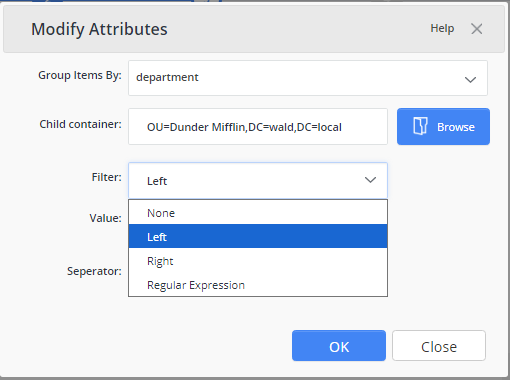 Modify Attributes
Help
Group Items By:
department
Child container:
OU=Dunder Mifflin,DC=wald,DC=local
Browse
Filter:
Left
None
Value:
Left
Right
Seperator:
Regular Expression
OK
Close